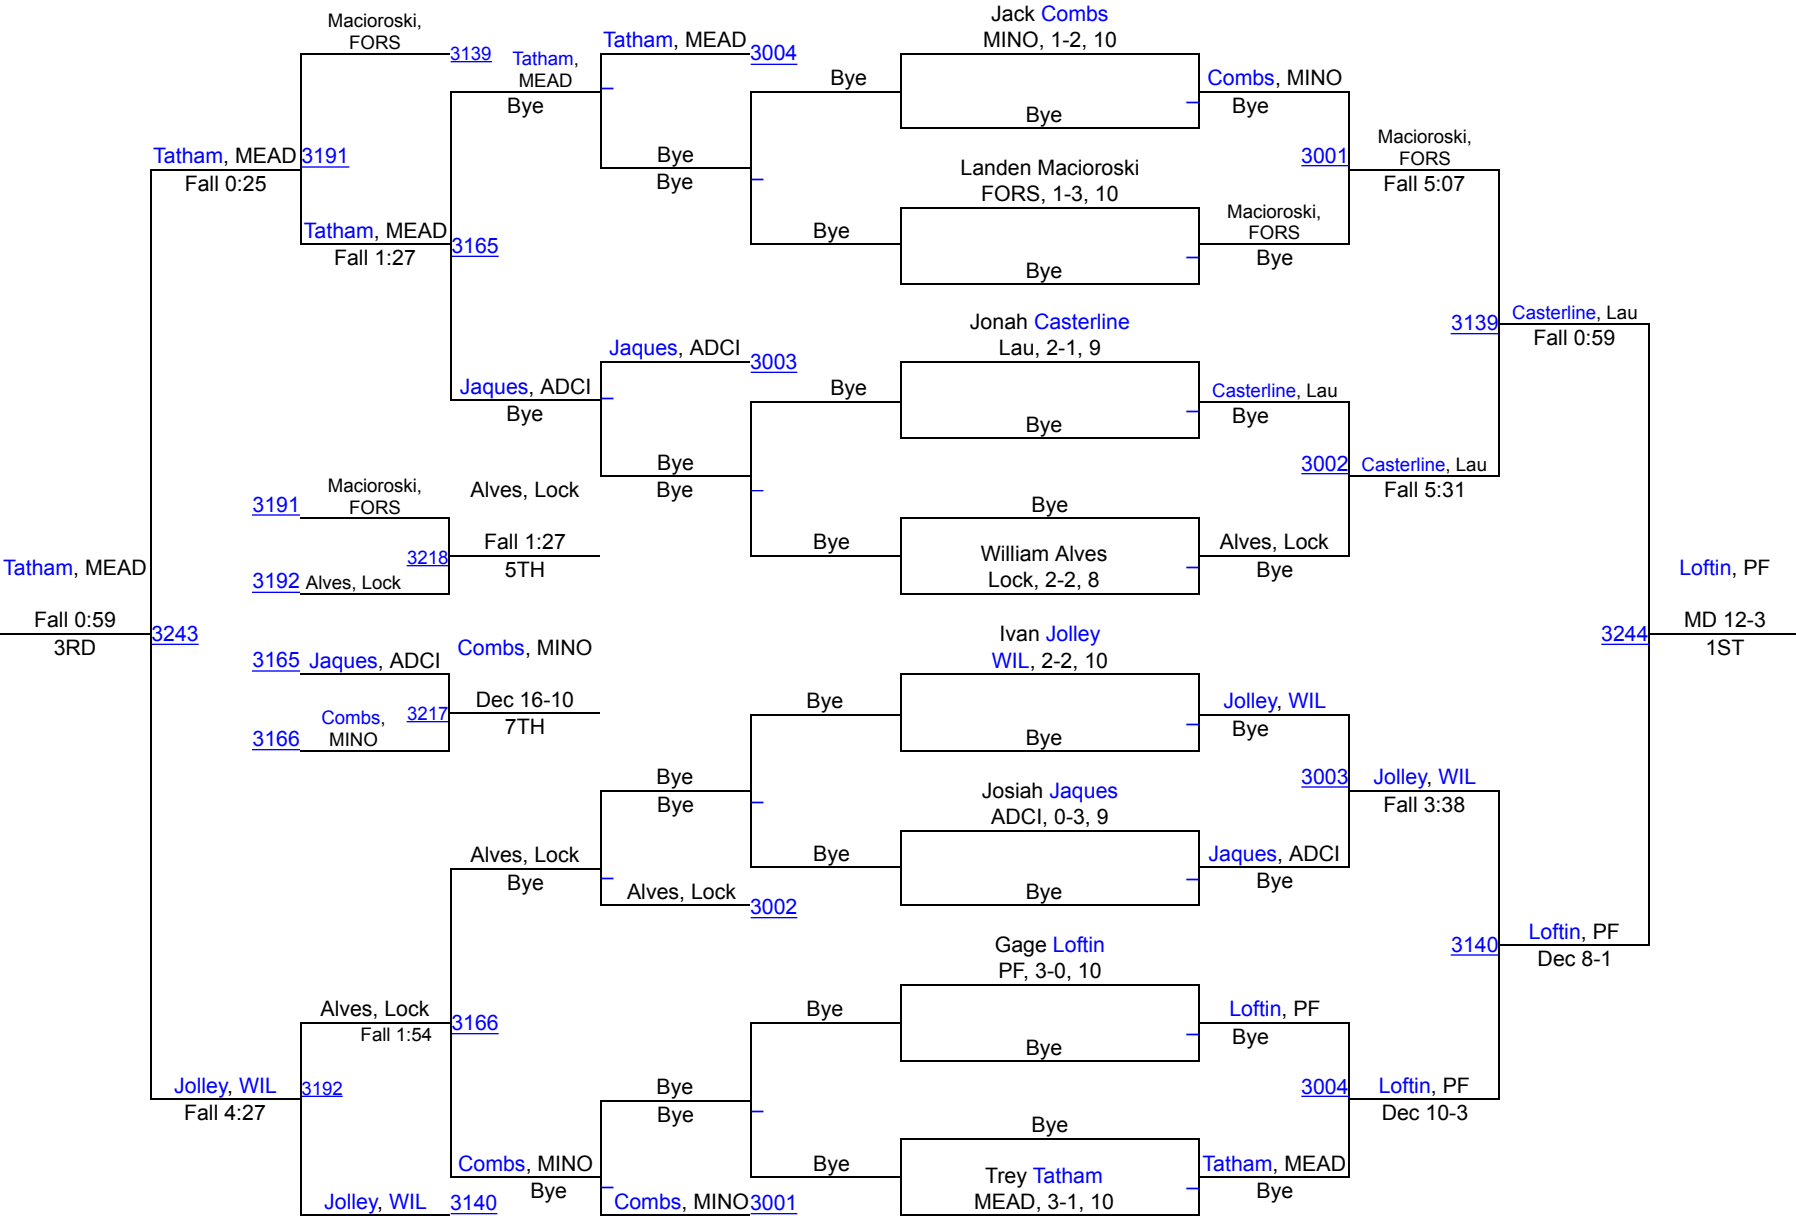 Macioroski,
FORS
3139
Tatham, MEAD
Fall 0:25
3191
Tatham, MEAD
Fall 1:27
Tatham,
MEAD
Bye
3165
Jaques, ADCI
Bye
Tatham, MEAD
3004
Bye
Bye
Jaques, ADCI
3003
Bye
Bye
Bye
Bye
Bye
Bye
Jack Combs
MINO, 1-2, 10
Bye
Landen Macioroski
FORS, 1-3, 10
Bye
Jonah Casterline
Lau, 2-1, 9
Bye
Bye
William Alves
Lock, 2-2, 8
Combs, MINO
Bye
3001
Macioroski,
FORS
Bye
Macioroski,
FORS
Fall 5:07
Casterline, Lau
Bye
3002
Alves, Lock
Bye
Casterline, Lau
Fall 5:31
3139
Casterline, Lau
Fall 0:59
3191
Macioroski,
FORS
3192
Alves, Lock
3218
Alves, Lock
Fall 1:27
5TH
Tatham, MEAD
Fall 0:59
3RD
3243
3165
Jaques, ADCI
3166
Combs,
MINO
3217
Combs, MINO
Dec 16-10
7TH
Loftin, PF
MD 12-3
1ST
3244
Ivan Jolley
WIL, 2-2, 10
Bye
Josiah Jaques
ADCI, 0-3, 9
Bye
Gage Loftin
PF, 3-0, 10
Bye
Bye
Trey Tatham
MEAD, 3-1, 10
Bye
Bye
Bye
Bye
Bye
Bye
Alves, Lock
3002
Bye
Bye
Combs, MINO
3001
Alves, Lock
Bye
3166
Combs, MINO
Bye
Alves, Lock
Fall 1:54
3192
Jolley, WIL
3140
Jolley, WIL
Fall 4:27
Jolley, WIL
Bye
3003
Jaques, ADCI
Bye
Jolley, WIL
Fall 3:38
Loftin, PF
Bye
3004
Tatham, MEAD
Bye
Loftin, PF
Dec 10-3
3140
Loftin, PF
Dec 8-1